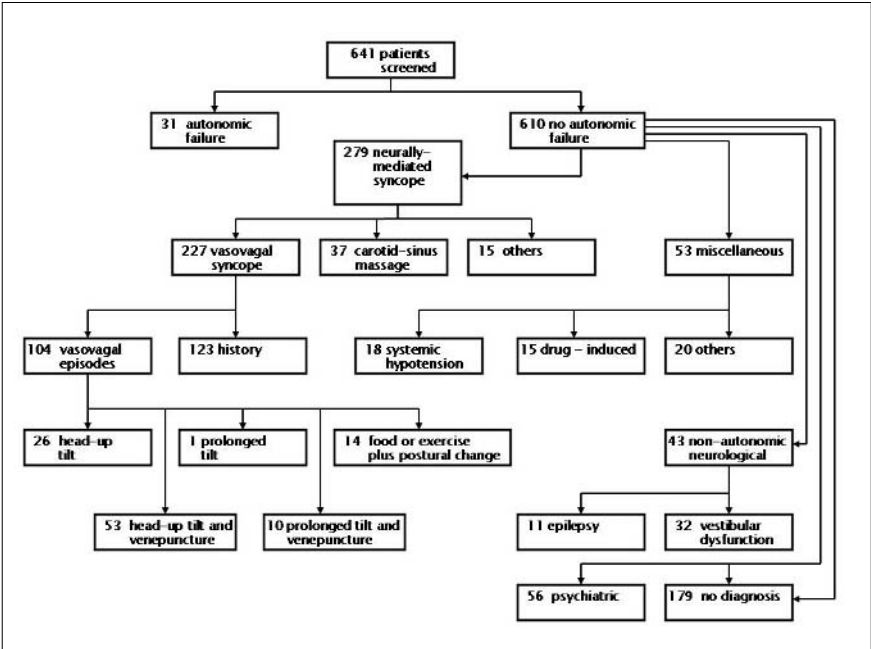 641 patients
screened
31 autonomic
failure
610 no autonomic
failure
279 neurally-
mediated
syncope
227 vasovagal
syncope
37 carotid-sinus
massage
15 others
53 miscellaneous
104 vasovagal
episodes
123 history
18 systemic
hypotension
15 drug - induced
20 others
26 head-up
tilt
1 prolonged
tilt
14 food or exercise
plus postural change
43 non-autonomic
neurological
53 head-up tilt and
venepuncture
10 prolonged tilt and
venepuncture
11 epilepsy
32 vestibular
dysfunction
56 psychiatric
179 no diagnosis